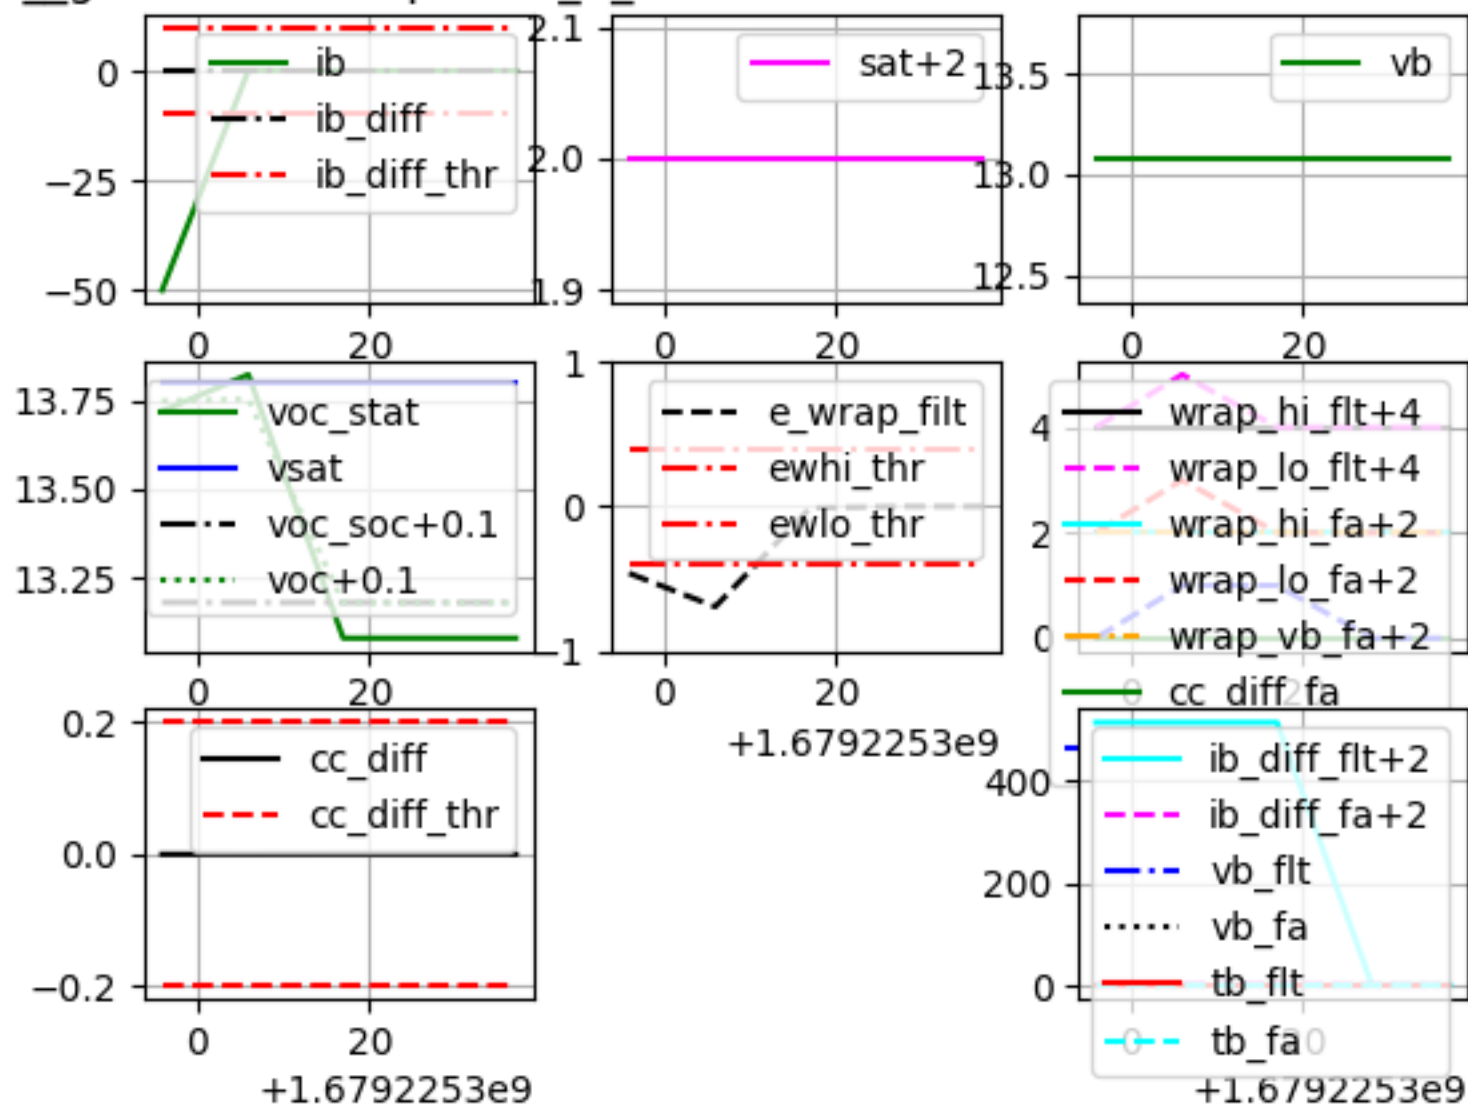 2.1
0
−25
−50
ib
ib_diff
ib_diff_thr
0
20
2.0
1.9
sat+2
0
20
13.5
13.0
12.5
vb
0
20
13.75
13.50
13.25
voc_stat
vsat
voc_soc+0.1
voc+0.1
0
20
1
0
−1
e_wrap_filt
ewhi_thr
ewlo_thr
0
20
+1.6792253e9
4
2
0
wrap_hi_flt+4
wrap_lo_flt+4
wrap_hi_fa+2
wrap_lo_fa+2
wrap_vb_fa+2
cc_diff_fa
0
0.2
0.0
−0.2
cc_diff
cc_diff_thr
0
20
+1.6792253e9
400
200
0
ib_diff_flt+2
ib_diff_fa+2
vb_flt
vb_fa
tb_flt
tb_fa
0
20
+1.6792253e9